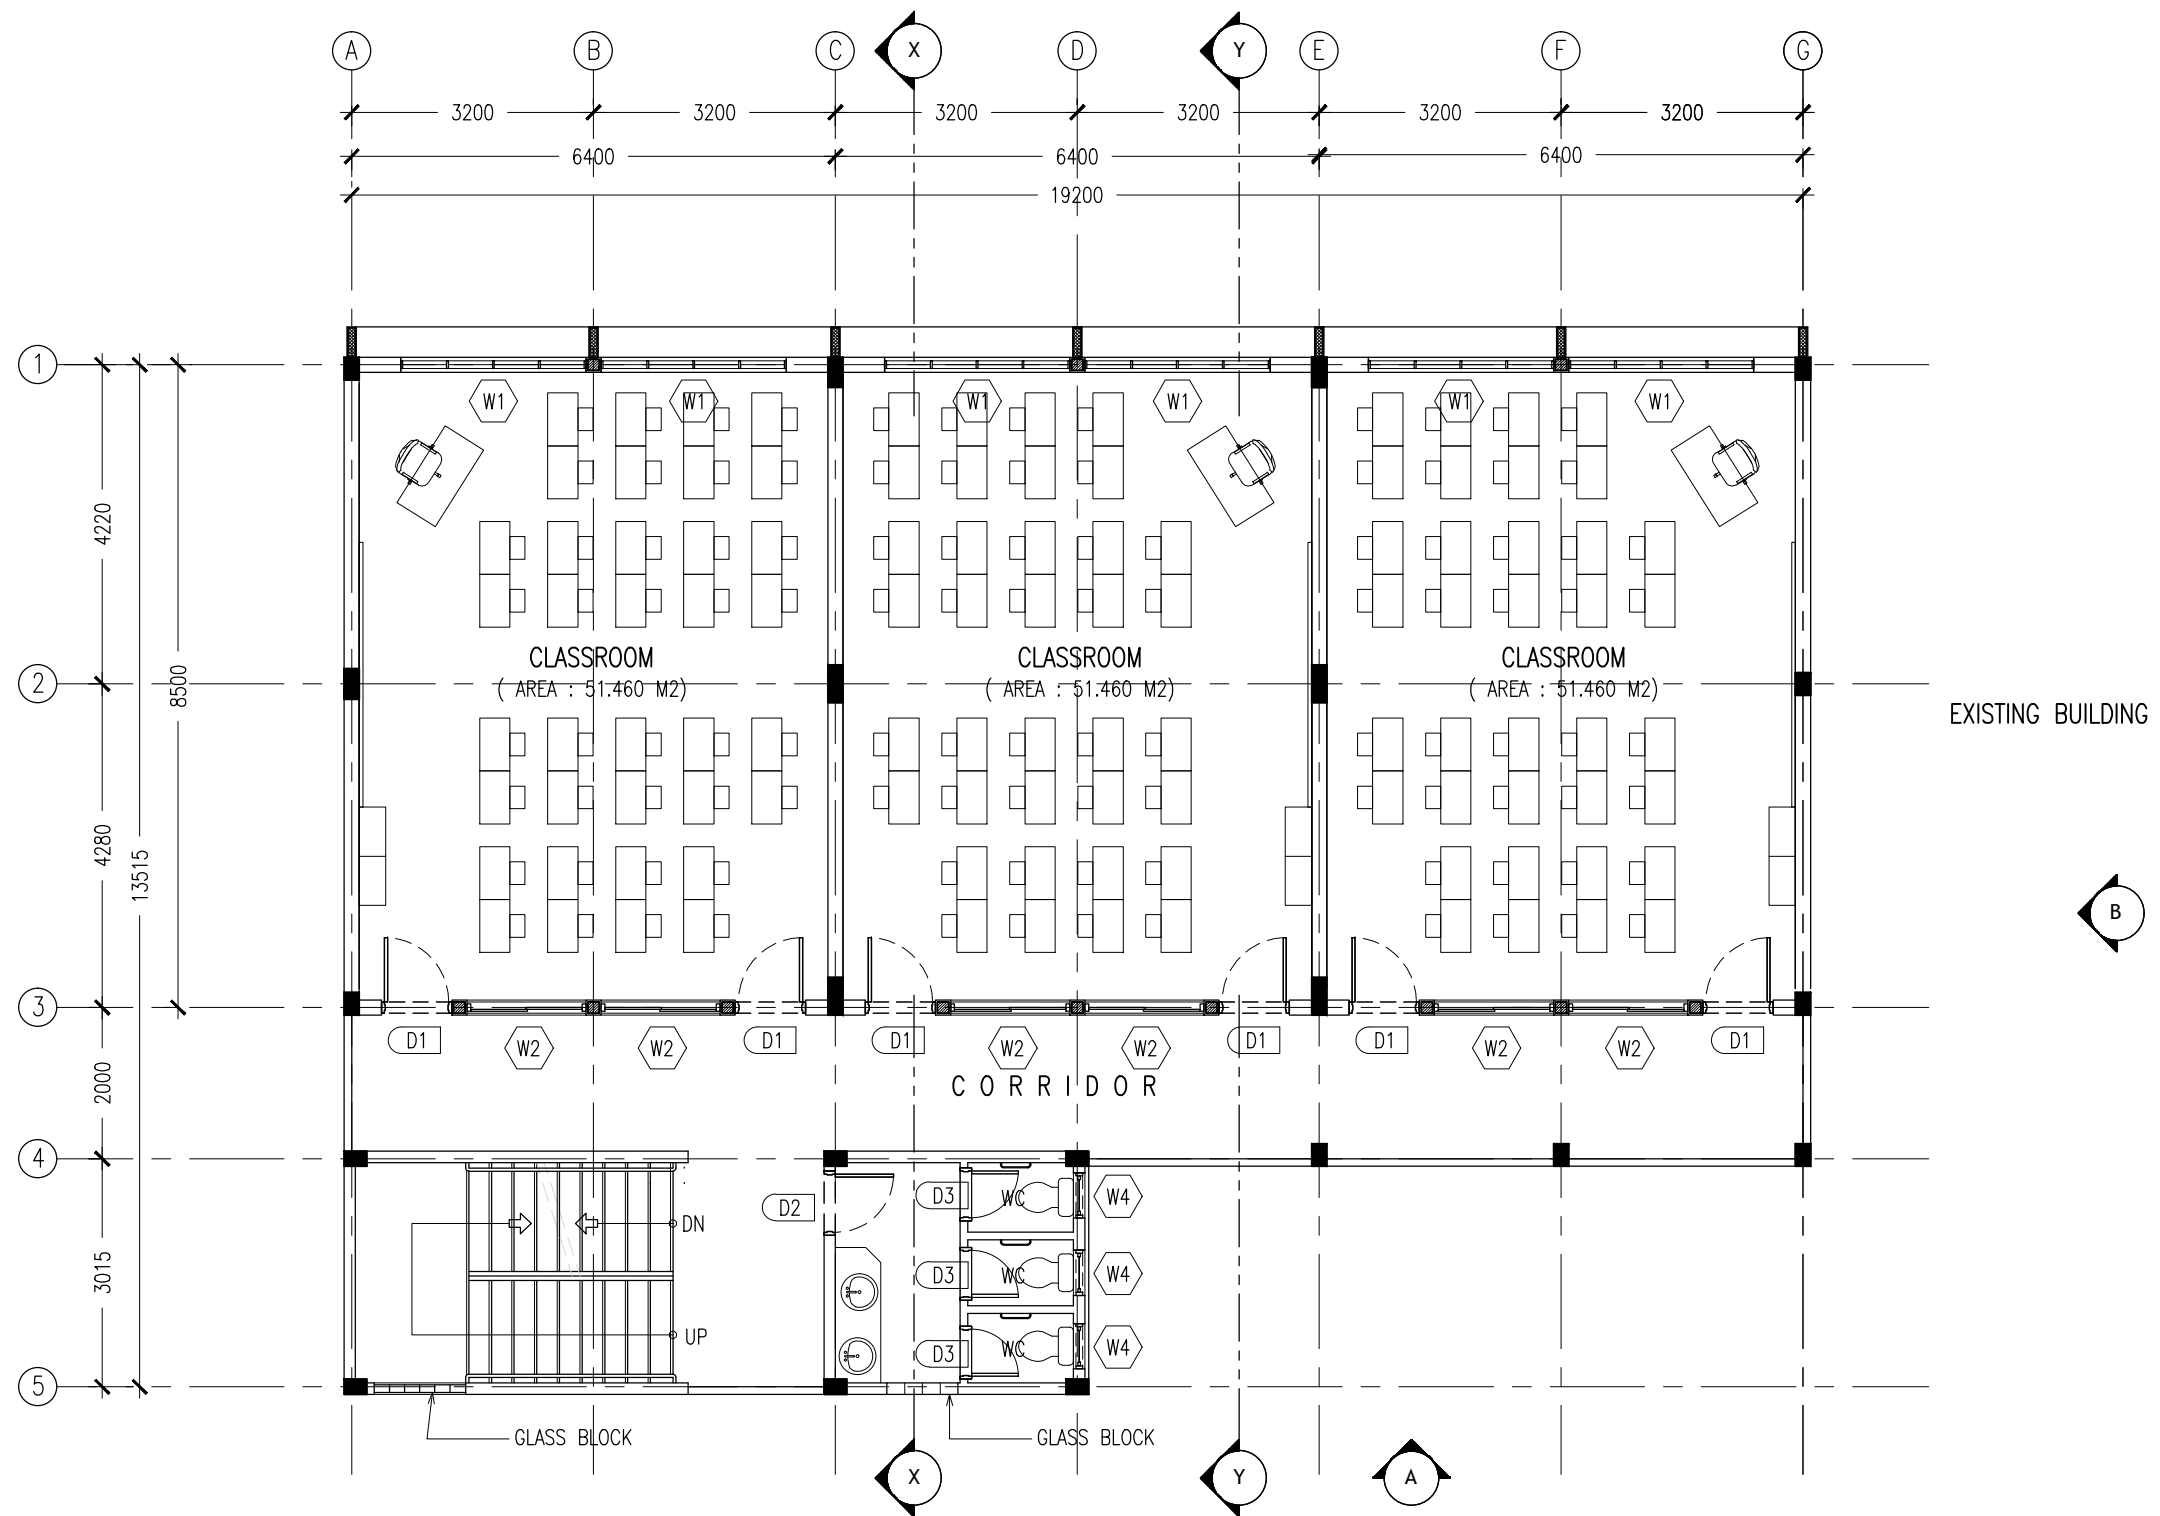 A B C X D Y E F G
3200 3200 3200 3200 3200 3200
6400 6400 6400
19200
1
W1 W1 W1 W1 W1 W1
4220
CLASSROOM CLASSROOM CLASSROOM
2
( AREA : 51.460 M2) ( AREA : 51.460 M2) ( AREA : 51.460 M2)
8500
EXISTING BUILDING
4280
13515
B
3
D1 W2 W2 D1 D1 W2 W2 D1 D1 W2 W2 D1
2000
CORRIDOR
4
D2 D3 WC W4
DN
3015
D3 WC W4
UP
D3 WC W4
5
GLASS BLOCK GLASS BLOCK
X Y A